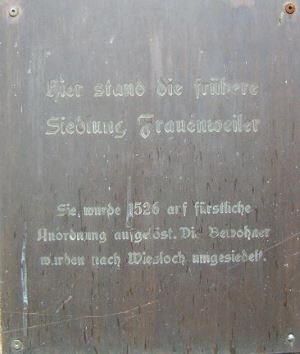 Hier stand die frühere
Siedlung Frauenweiler
Sie wurde 1526 auf fürstliche
Anordnung aufgelöst. Die Bewohner
wurden nach Wiesloch umgesiedelt.